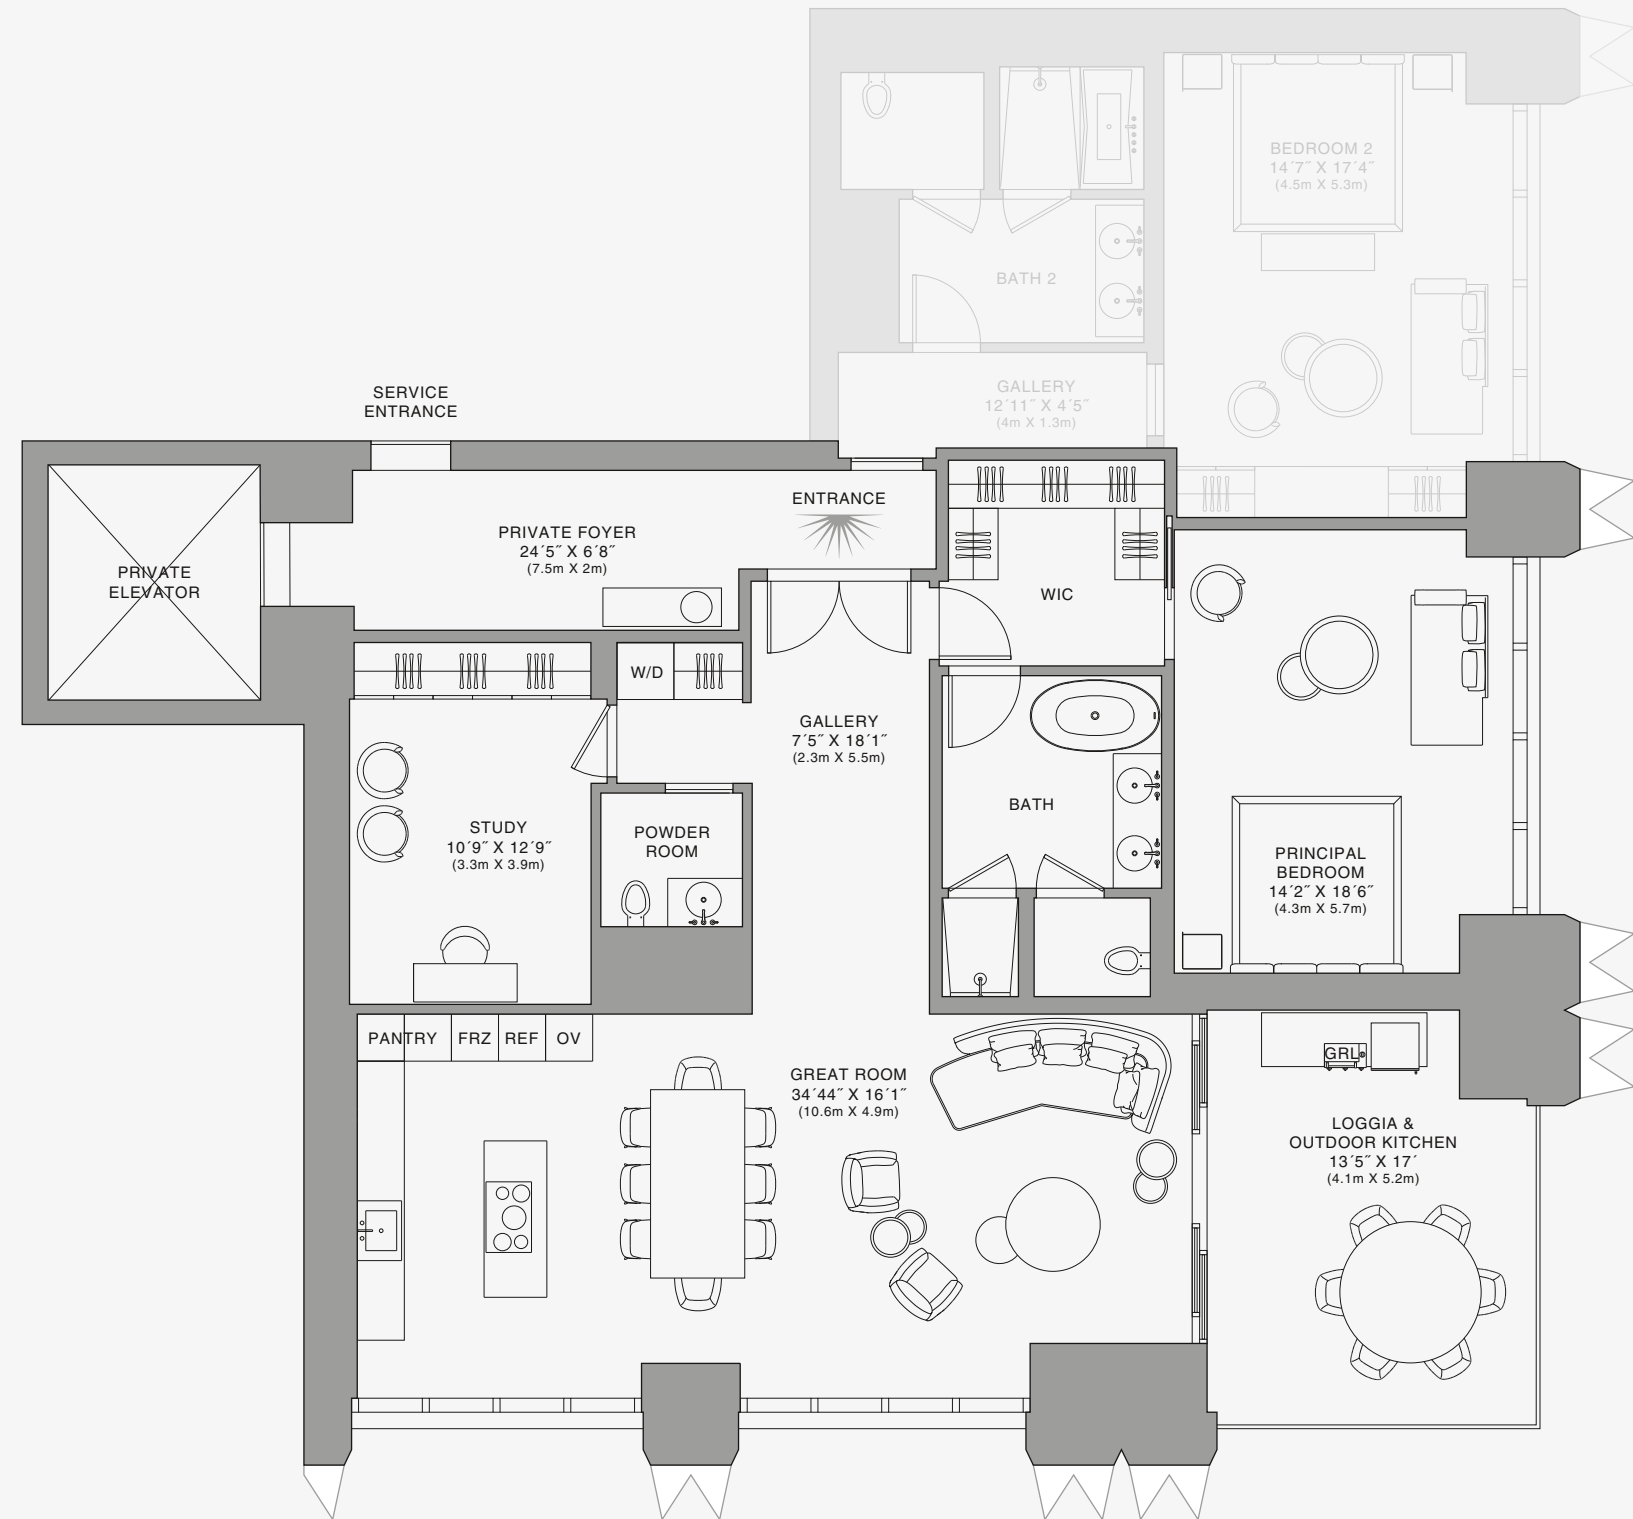 BEDROOM 2
14´7˝ X 17´4˝
(4.5m X 5.3m)
BATH 2
GALLERY
12´11˝ X 4´5˝
(4m X 1.3m)
SERVICE
ENTRANCE
ENTRANCE
PRIVATE FOYER
24´5˝ X 6´8˝
(7.5m X 2m)
PRIVATE
ELEVATOR
WIC
W/D
GALLERY
7´5˝ X 18´1˝
(2.3m X 5.5m)
BATH
STUDY
10´9˝ X 12´9˝
(3.3m X 3.9m)
POWDER
ROOM
PRINCIPAL
BEDROOM
14´2˝ X 18´6˝
(4.3m X 5.7m)
PANTRY
FRZ
REF
OV
GREAT ROOM
34´44˝ X 16´1˝
(10.6m X 4.9m)
GRL
LOGGIA &
OUTDOOR KITCHEN
13´5˝ X 17´
(4.1m X 5.2m)